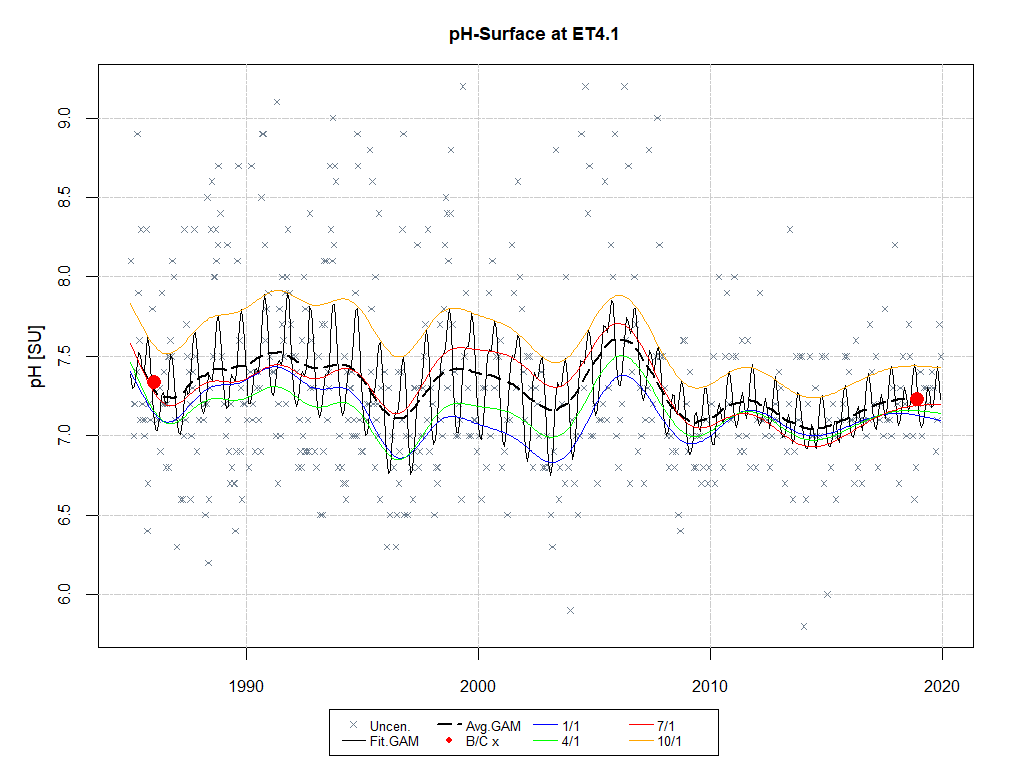 pH-Surface at ET4.1
pH [SU]
9.0
8.5
8.0
7.5
7.0
6.5
6.0
1990
2000
2010
2020
Uncen. Avg.GAM 1/1 7/1
Fit.GAM B/C x 4/1 10/1